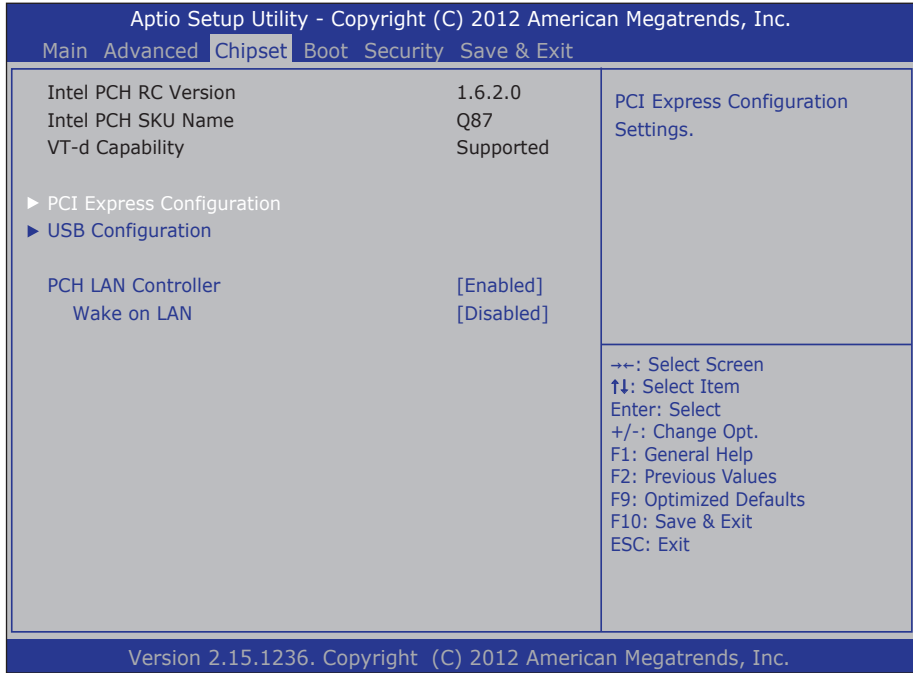 Aptio Setup Utility - Copyright (C) 2012 American Megatrends, Inc.
Main Advanced Chipset Boot Security Save & Exit
Intel PCH RC Version 1.6.2.0
Intel PCH SKU Name Q87
VT-d Capability Supported
▶ PCI Express Configuration
▶ USB Configuration
PCH LAN Controller [Enabled]
Wake on LAN [Disabled]
PCI Express Configuration
Settings.
→←: Select Screen
↑↓: Select Item
Enter: Select
+/-: Change Opt.
F1: General Help
F2: Previous Values
F9: Optimized Defaults
F10: Save & Exit
ESC: Exit
Version 2.15.1236. Copyright (C) 2012 American Megatrends, Inc.